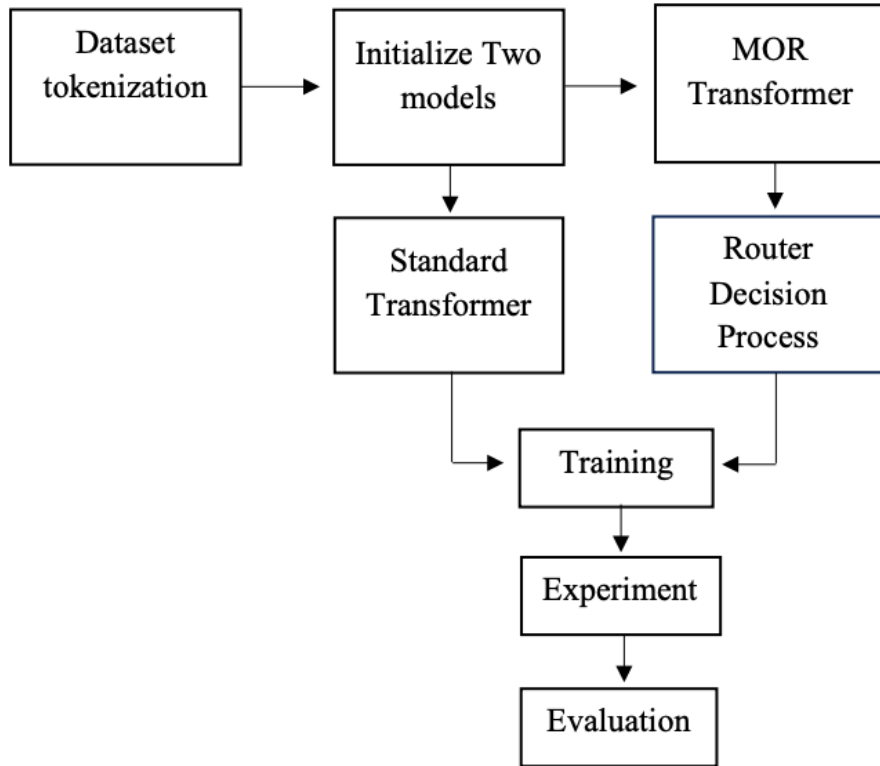 Dataset
tokenization
Initialize Two
models
MOR
Transformer
Standard
Transformer
Router
Decision
Process
Training
Experiment
Evaluation